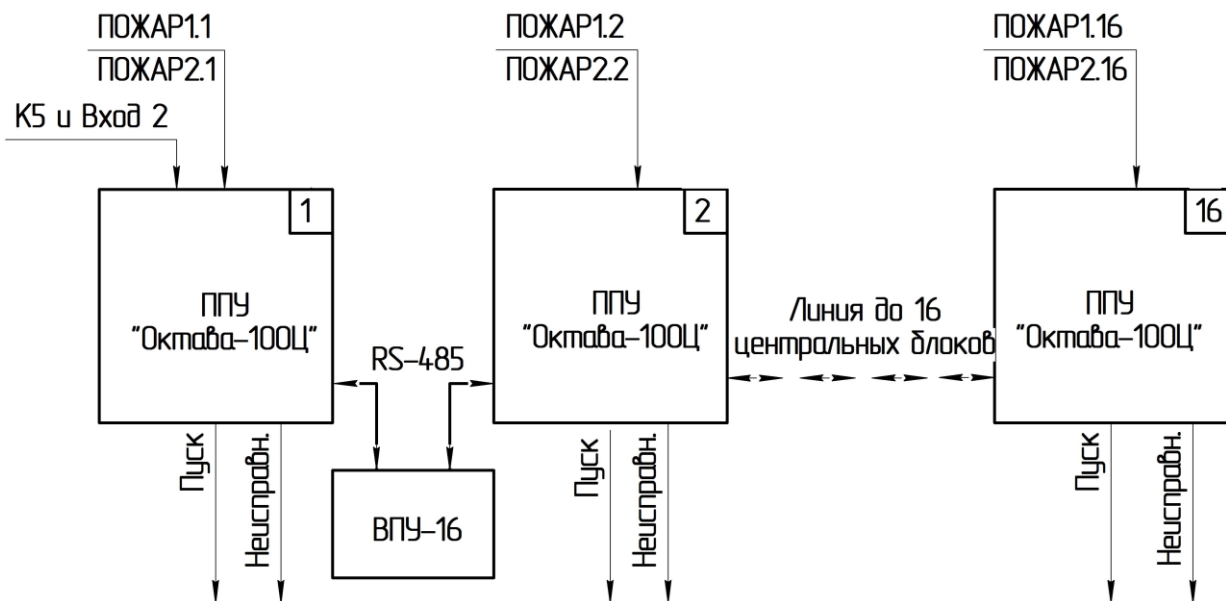 ПОЖАР1.1
ПОЖАР2.1
К5 и Вход 2
ПОЖАР1.2
ПОЖАР2.2
ПОЖАР1.16
ПОЖАР2.16
1
ППУ
"Октава-100Ц"
2
ППУ
"Октава-100Ц"
16
ППУ
"Октава-100Ц"
RS-485
Линия до 16
центральных блоков
ВПУ-16
Пуск
Неисправн.
Пуск
Неисправн.
Пуск
Неисправн.